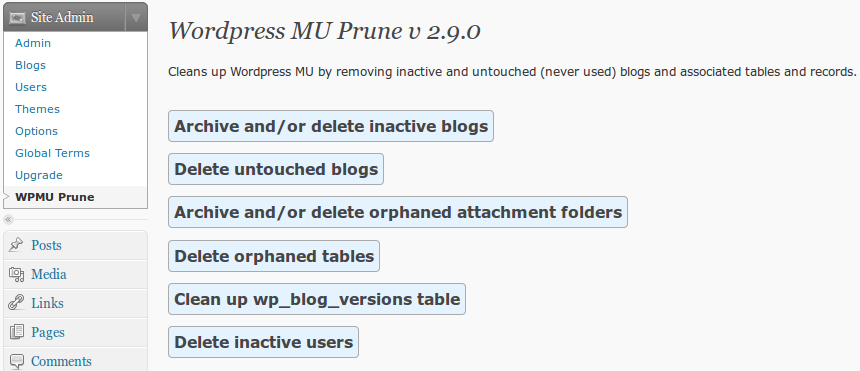 Site Admin
Admin
Blogs
Users
Themes
Options
Global Terms
Upgrade
WPMU Prune
Posts
Media
Links
Pages
Comments
Wordpress MU Prune v 2.9.0
Cleans up Wordpress MU by removing inactive and untouched (never used) blogs and associated tables and records.
Archive and/or delete inactive blogs
Delete untouched blogs
Archive and/or delete orphaned attachment folders
Delete orphaned tables
Clean up wp_blog_versions table
Delete inactive users